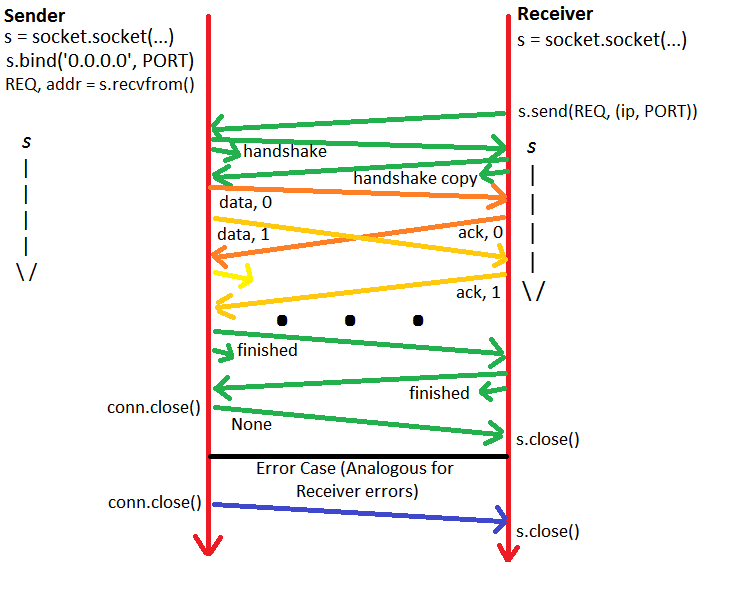 Sender
s = socket.socket(...)
s.bind('0.0.0.0', PORT)
REQ, addr = s.recvfrom()
Receiver
s = socket.socket(...)
s.send(REQ, (ip, PORT))
s
s
handshake
handshake copy
data, 0
ack, 0
data, 1
ack, 1
finished
finished
conn.close()
None
s.close()
Error Case (Analogous for
Receiver errors)
conn.close()
s.close()